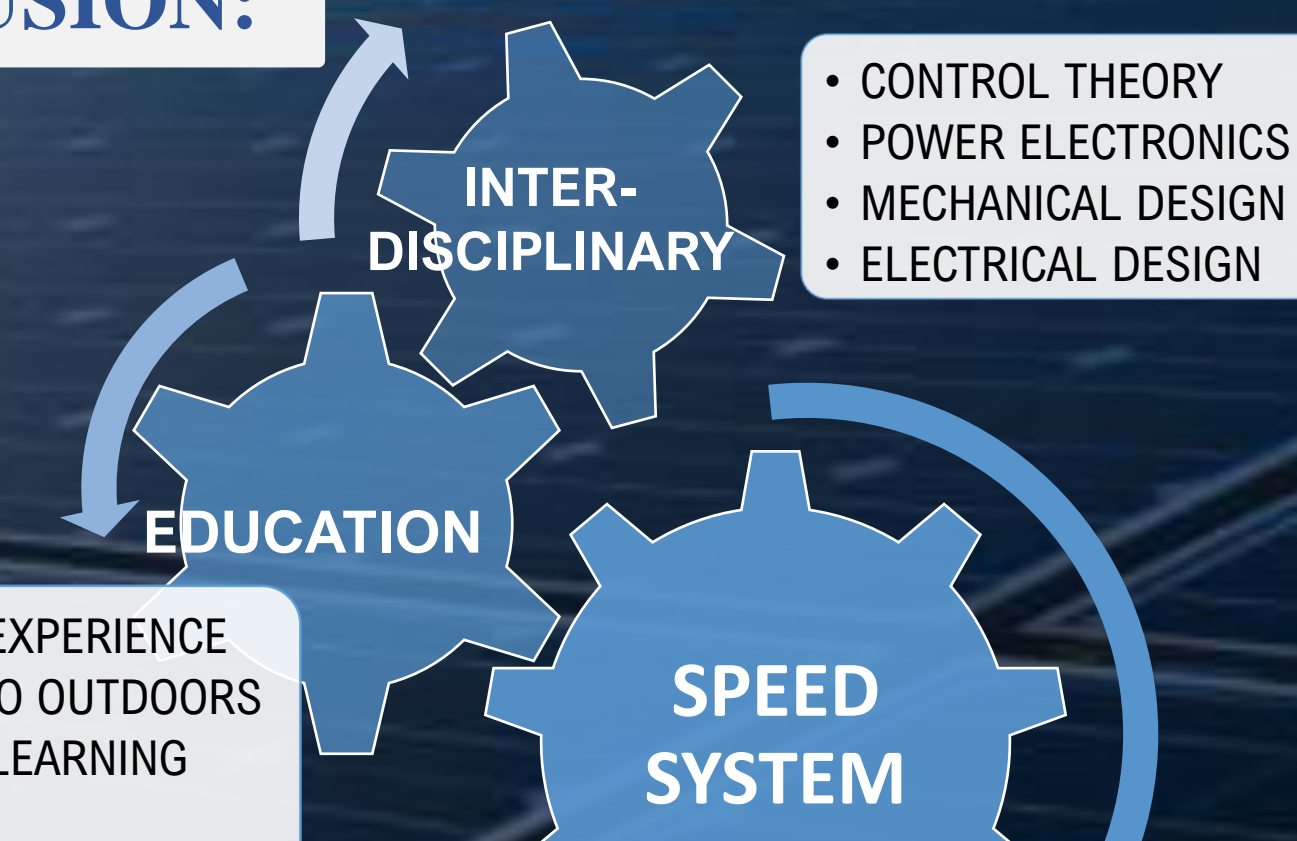 USION:
INTER-
DISCIPLINARY
• CONTROL THEORY
• POWER ELECTRONICS
• MECHANICAL DESIGN
• ELECTRICAL DESIGN
EDUCATION
EXPERIENCE
O OUTDOORS
LEARNING
SPEED
SYSTEM